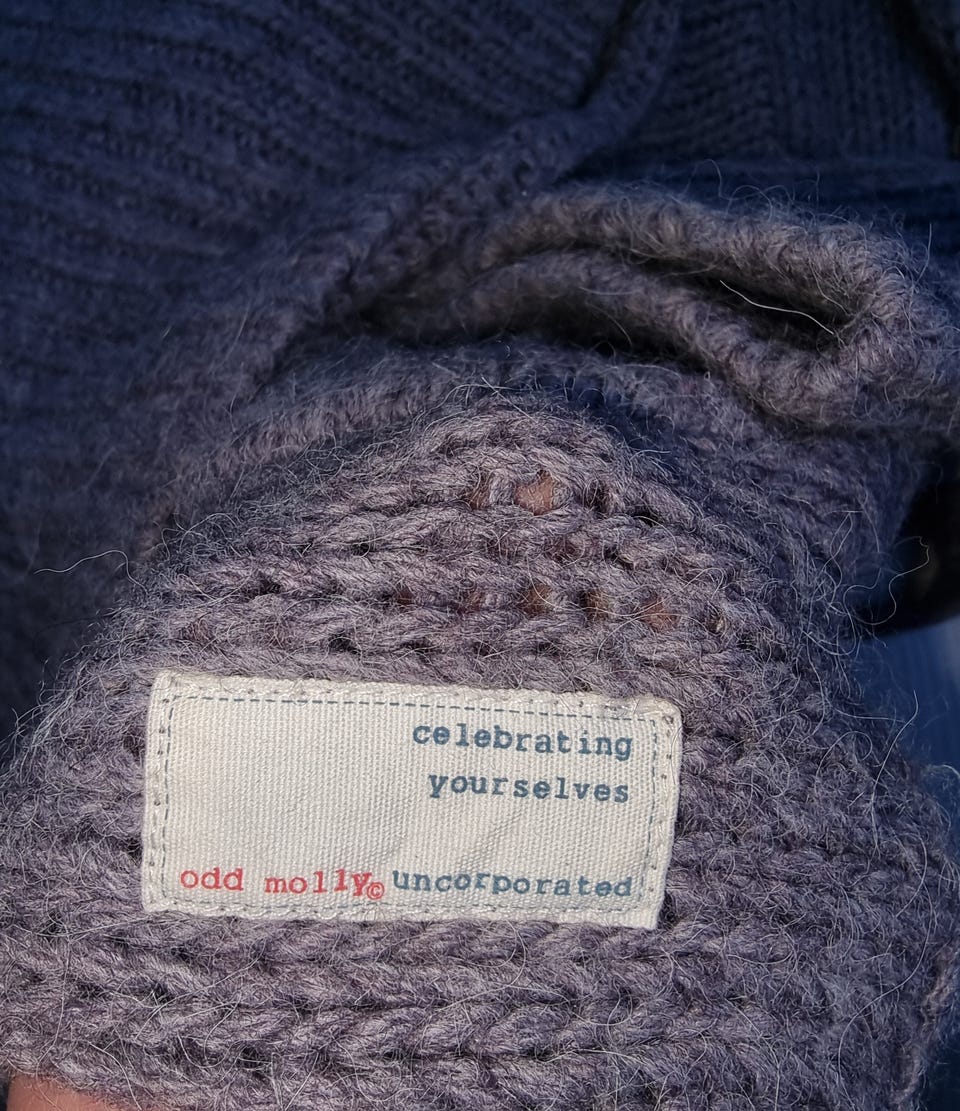 celebrating
yourselves
odd molly© uncorporated